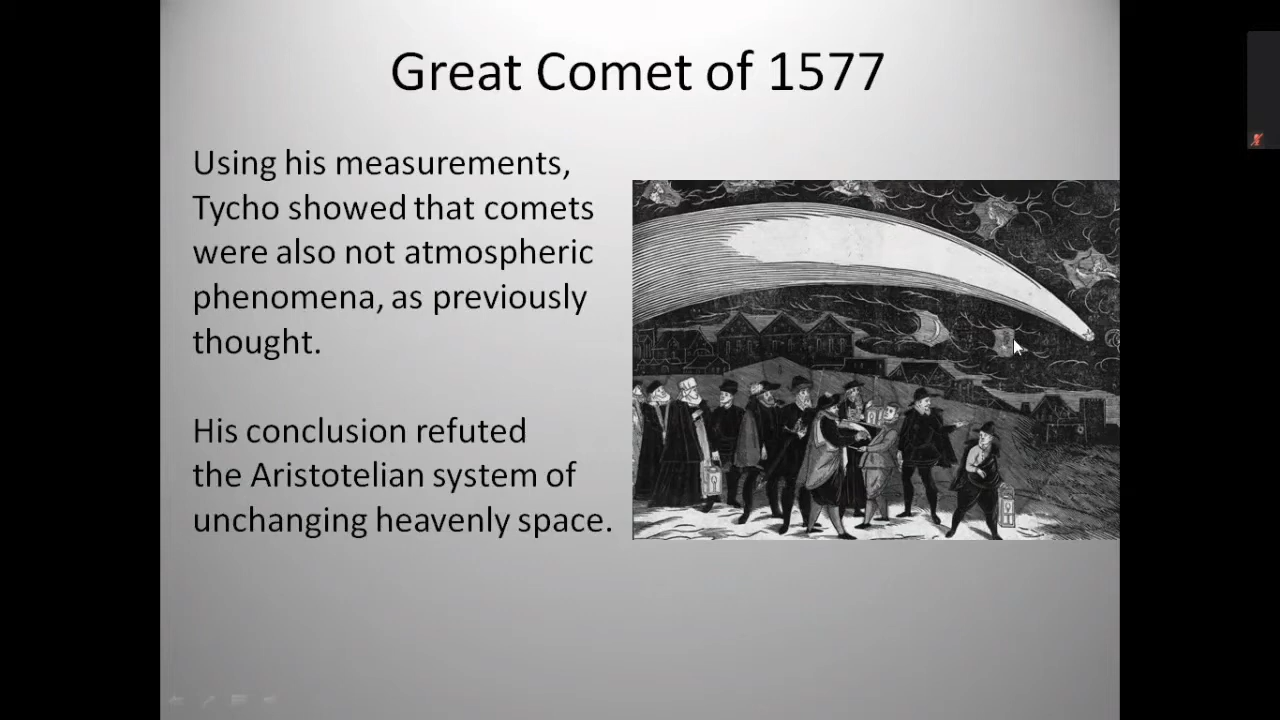 Great Comet of 1577
Using his measurements,
Tycho showed that comets
were also not atmospheric
phenomena, as previously
thought.
His conclusion refuted
the Aristotelian system of
unchanging heavenly space.